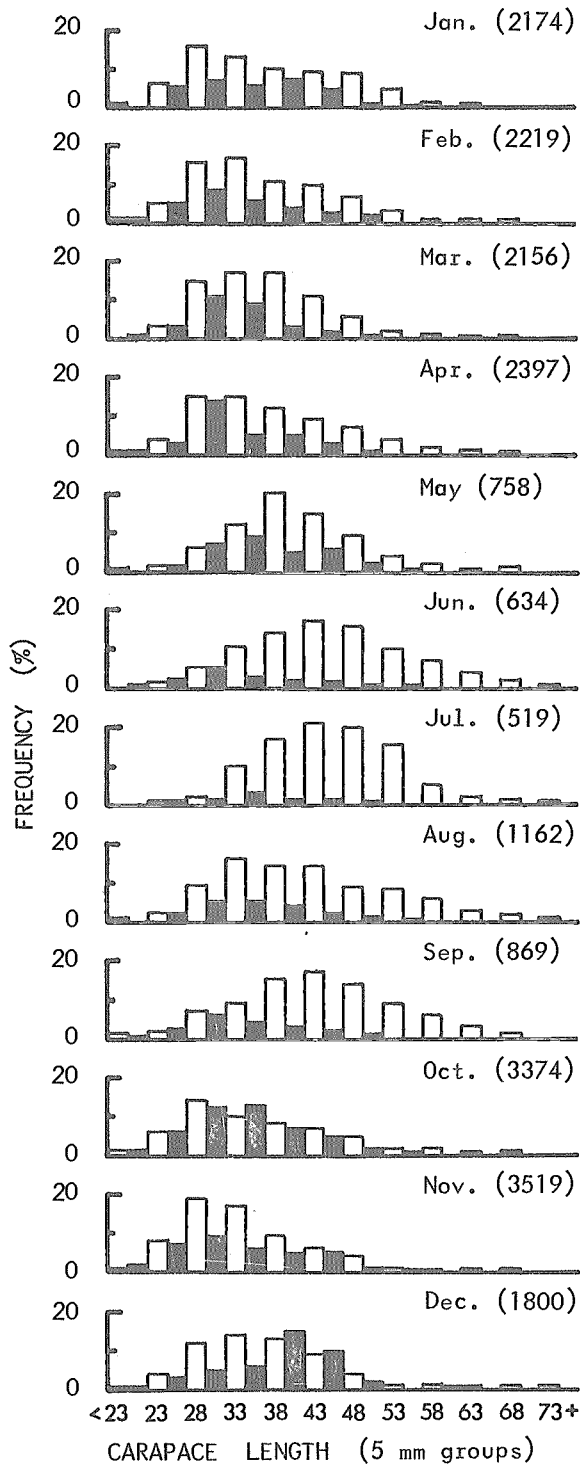 Jan. (2174)
20
0
Feb. (2219)
20
0
Mar. (2156)
20
0
Apr. (2397)
20
0
May (758)
20
0
Jun. (634)
20
0
Jul. (519)
20
0
Aug. (1162)
20
0
Sep. (869)
20
0
Oct. (3374)
20
0
Nov. (3519)
20
0
Dec. (1800)
20
0
FREQUENCY (%)
<23 23 28 33 38 43 48 53 58 63 68 73+
CARAPACE LENGTH (5 mm groups)